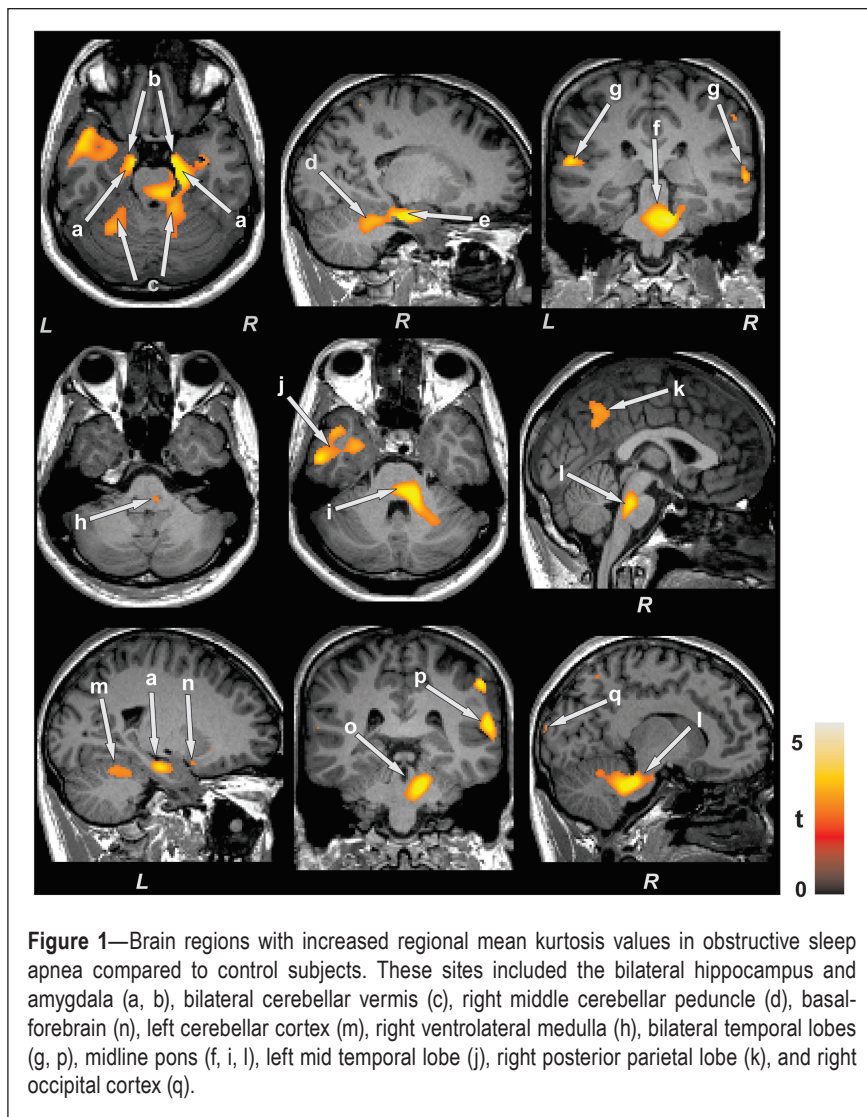 b
a
a
c
L
R
d
e
R
g
g
f
L
R
h
j
i
k
l
R
m
a
n
L
p
o
q
l
R
5
t
0
Figure 1—Brain regions with increased regional mean kurtosis values in obstructive sleep
apnea compared to control subjects. These sites included the bilateral hippocampus and
amygdala (a, b), bilateral cerebellar vermis (c), right middle cerebellar peduncle (d), basal-
forebrain (n), left cerebellar cortex (m), right ventrolateral medulla (h), bilateral temporal lobes
(g, p), midline pons (f, i, l), left mid temporal lobe (j), right posterior parietal lobe (k), and right
occipital cortex (q).